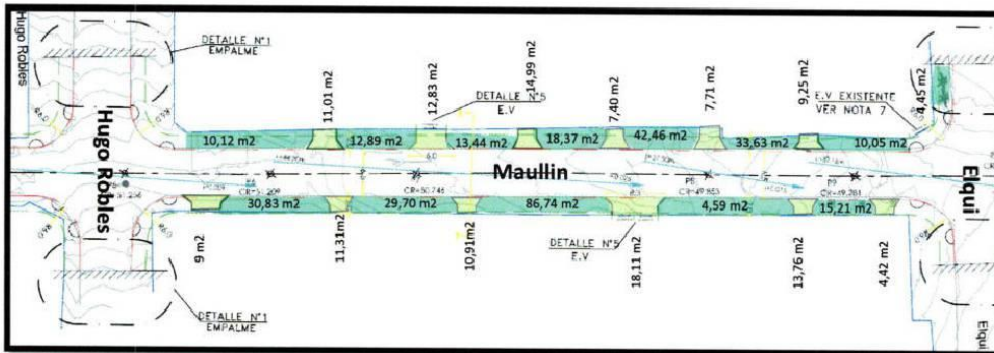 Hugo Robles
DETALLE N°1
EMPALME
11,01 m2
12,83 m2
14,99 m2
DETALLE N°5
E.V
7,40 m2
7,71 m2
9,25 m2
E.V EXISTENTE
VER NOTA 7
4,45 m2
10,12 m2
12,89 m2
13,44 m2
18,37 m2
42,46 m2
33,63 m2
10,05 m2
Hugo Robles
Maullin
Elqui
30,83 m2
29,70 m2
86,74 m2
4,59 m2
15,21 m2
9 m2
11,31m2
10,91 m2
DETALLE N°5
E.V
18,11 m2
13,76 m2
4,42 m2
DETALLE N°1
EMPALME
Elqui